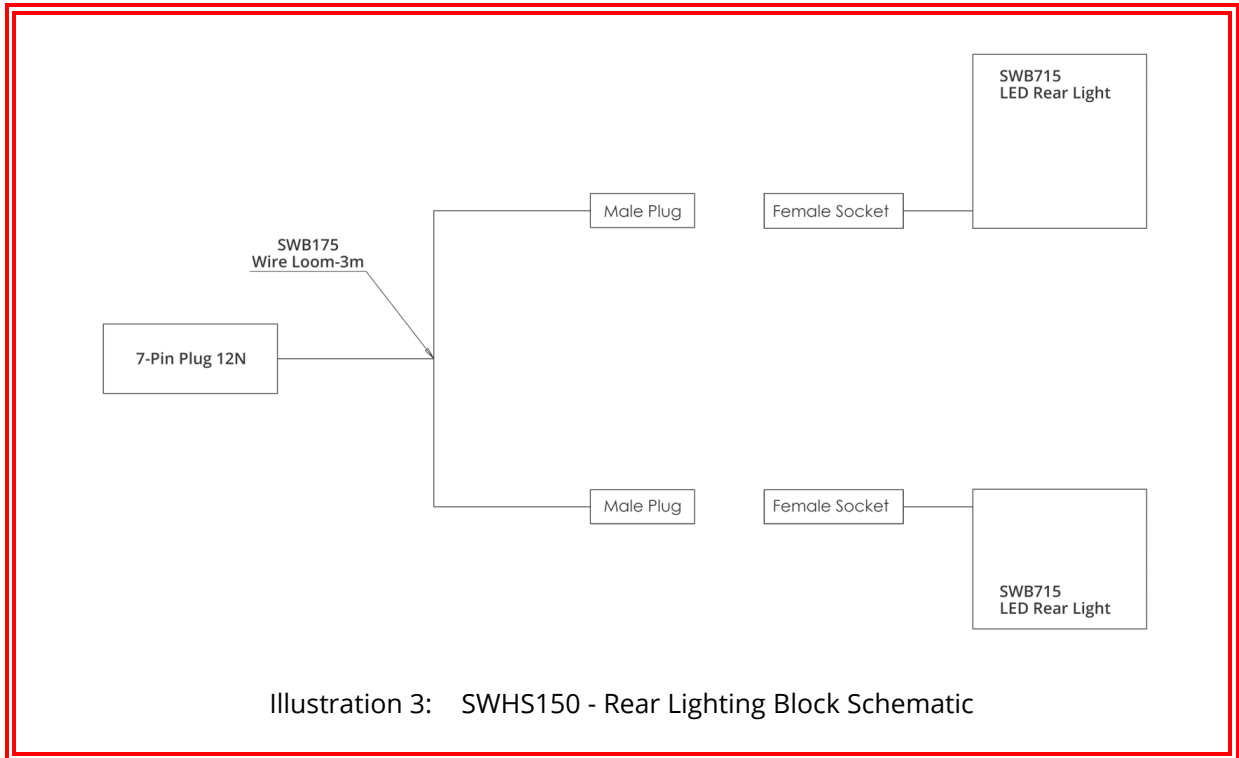 SWB715
LED Rear Light
Male Plug
Female Socket
SWB175
Wire Loom-3m
7-Pin Plug 12N
Male Plug
Female Socket
SWB715
LED Rear Light
Illustration 3: SWHS150 - Rear Lighting Block Schematic